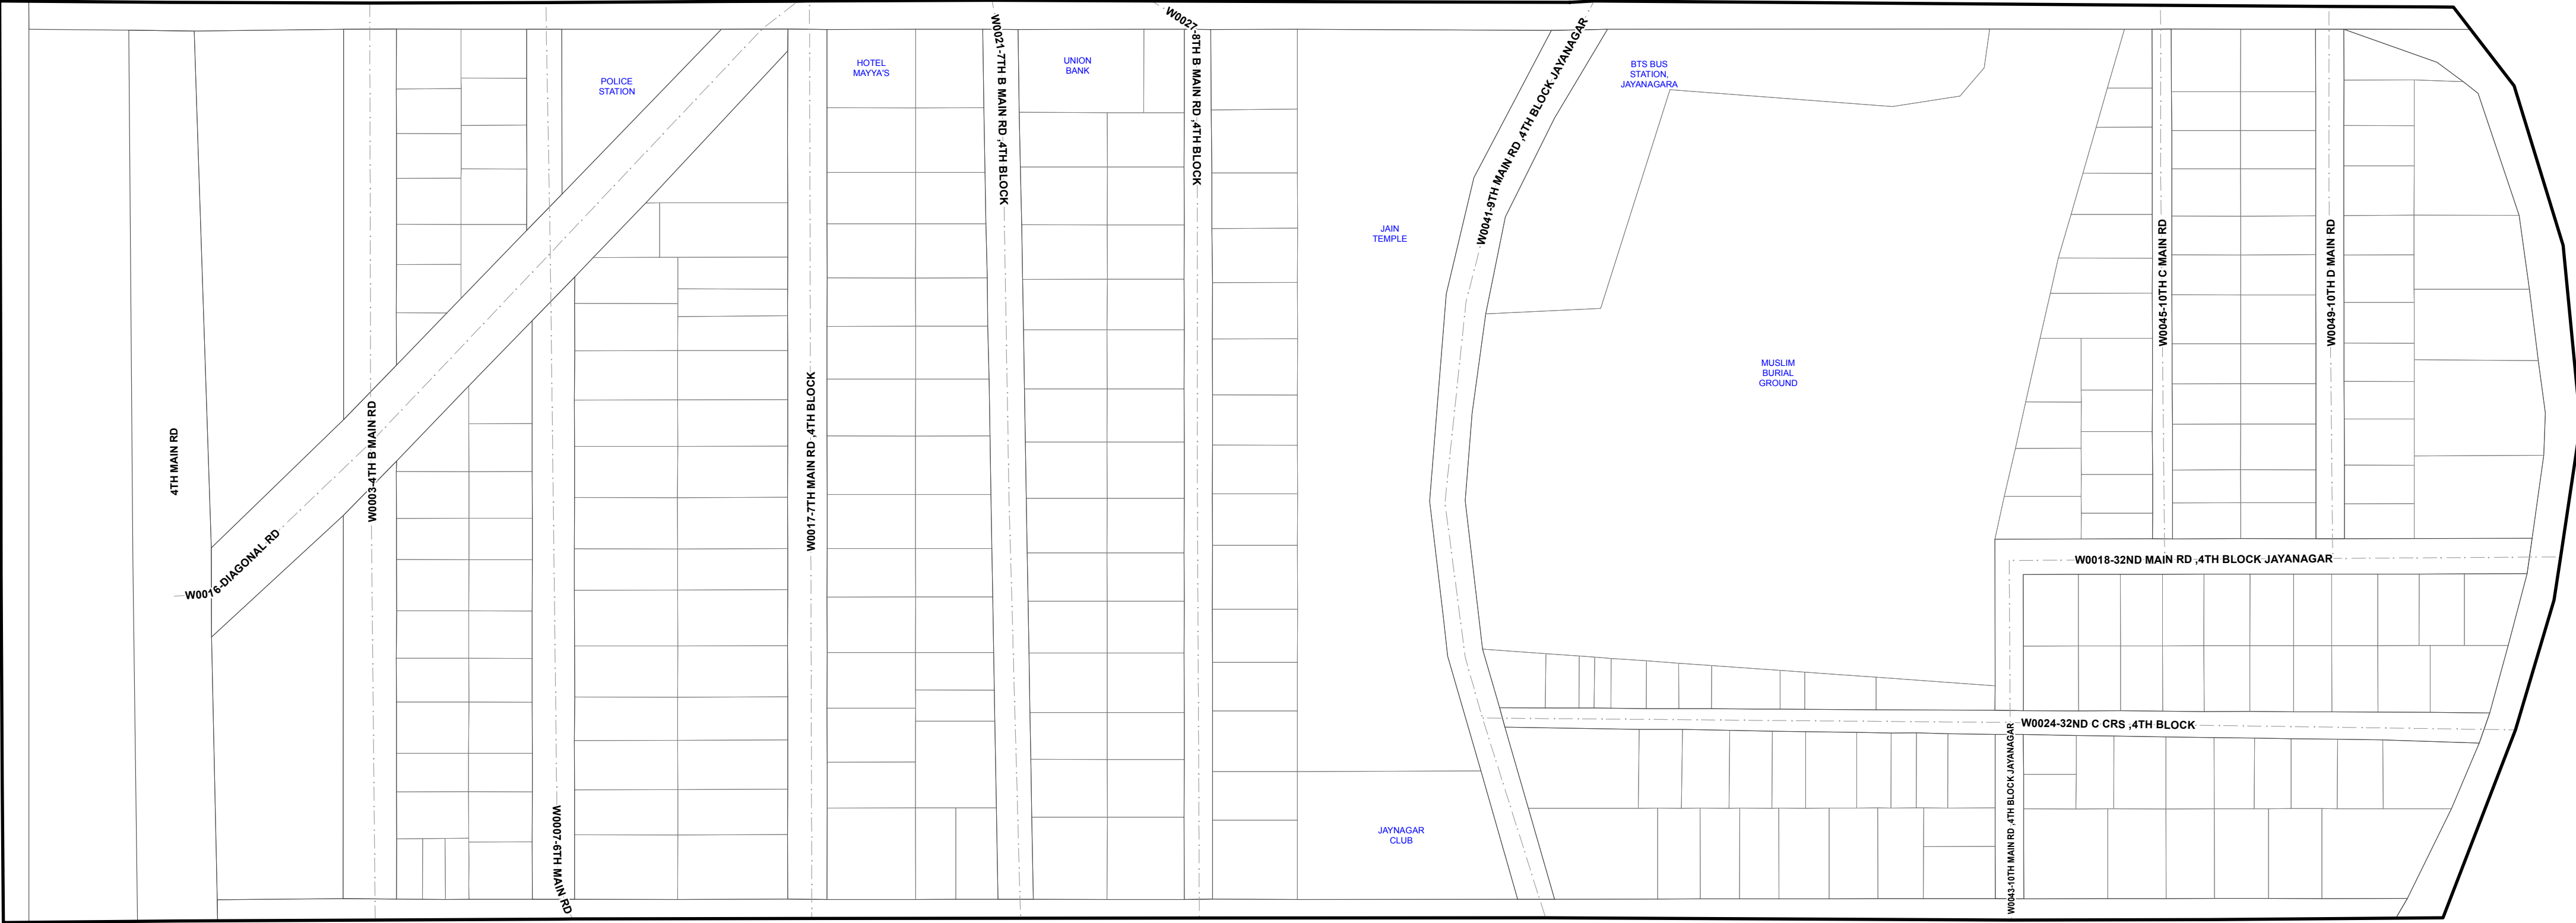 W0021-7TH B MAIN RD ,4TH BLOCK
W0027-8TH B MAIN RD ,4TH BLOCK
W0041-9TH MAIN RD ,4TH BLOCK JAYANAGAR
HOTEL
MAYYA'S
UNION
BANK
BTS BUS
STATION,
JAYANAGARA
POLICE
STATION
JAIN
TEMPLE
W0045-10TH C MAIN RD
W0049-10TH D MAIN RD
MUSLIM
BURIAL
GROUND
4TH MAIN RD
W0003-4TH B MAIN RD
W0017-7TH MAIN RD ,4TH BLOCK
W0016-DIAGONAL RD
W0018-32ND MAIN RD ,4TH BLOCK JAYANAGAR
W0024-32ND C CRS ,4TH BLOCK
W0043-10TH MAIN RD ,4TH BLOCK JAYANAGAR
W0007-6TH MAIN RD
JAYNAGAR
CLUB